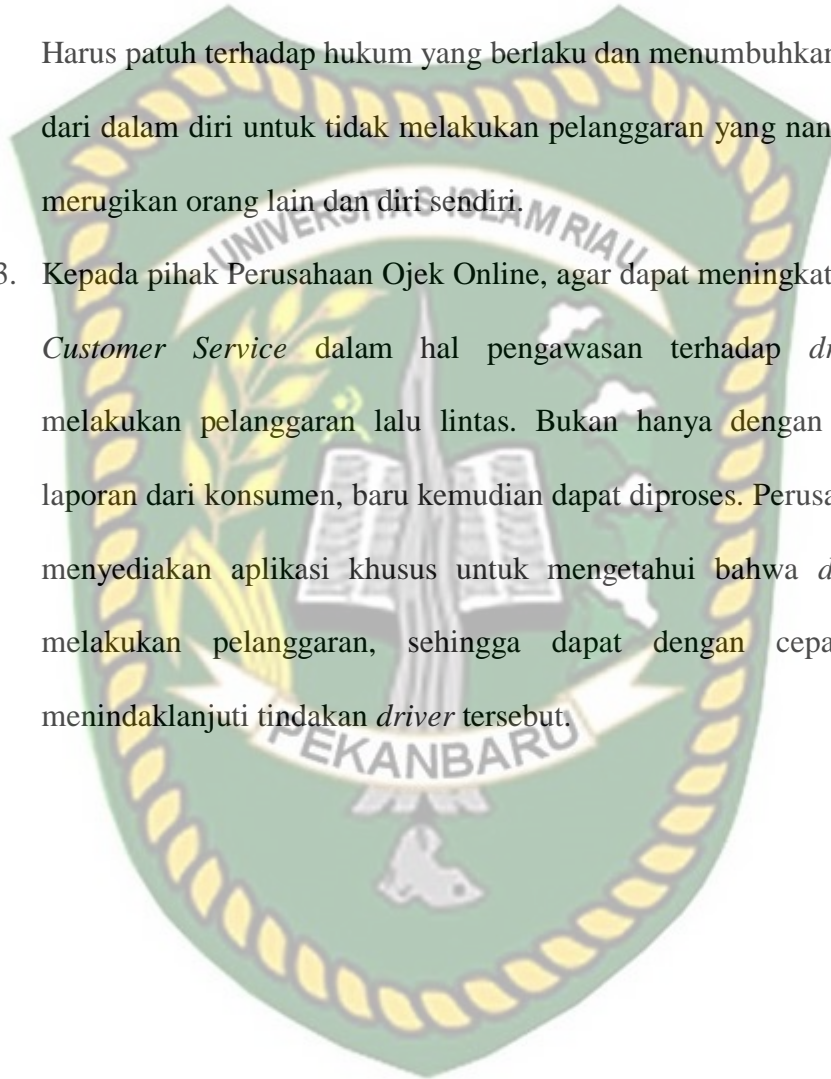 Harus patuh terhadap hukum yang berlaku dan menumbuhkan
dari dalam diri untuk tidak melakukan pelanggaran yang nan
merugikan orang lain dan diri sendiri.
UNIVERSITAS ISLAM RIAU
3. Kepada pihak Perusahaan Ojek Online, agar dapat meningkat
Customer Service dalam hal pengawasan terhadap dr
melakukan pelanggaran lalu lintas. Bukan hanya dengan
laporan dari konsumen, baru kemudian dapat diproses. Perusa
menyediakan aplikasi khusus untuk mengetahui bahwa d
melakukan pelanggaran, sehingga dapat dengan cepa
menindaklanjuti tindakan driver tersebut.
PEKANBARU